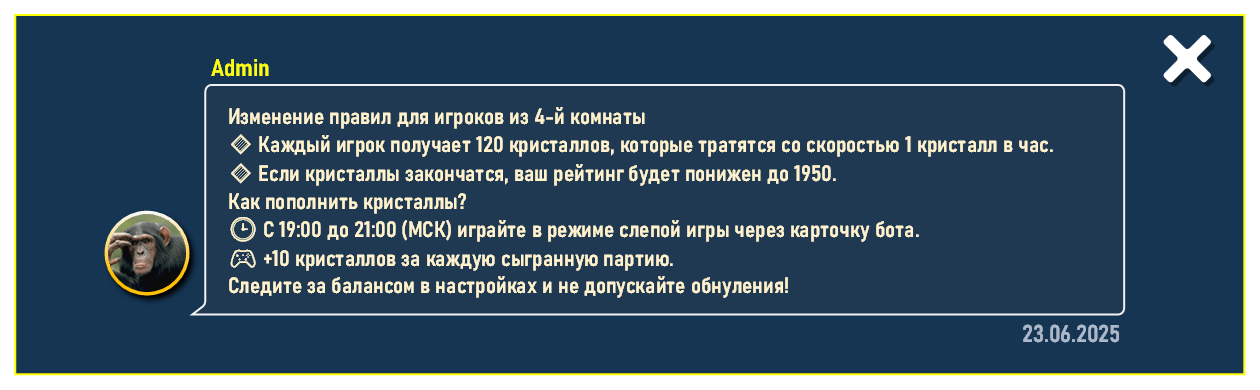 Admin
Изменение правил для игроков из 4-й комнаты
Каждый игрок получает 120 кристаллов, которые тратятся со скоростью 1 кристалл в час.
Если кристаллы закончатся, ваш рейтинг будет понижен до 1950.
Как пополнить кристаллы?
С 19:00 до 21:00 (МСК) играйте в режиме слепой игры через карточку бота.
+10 кристаллов за каждую сыгранную партию.
Следите за балансом в настройках и не допускайте обнуления!
23.06.2025